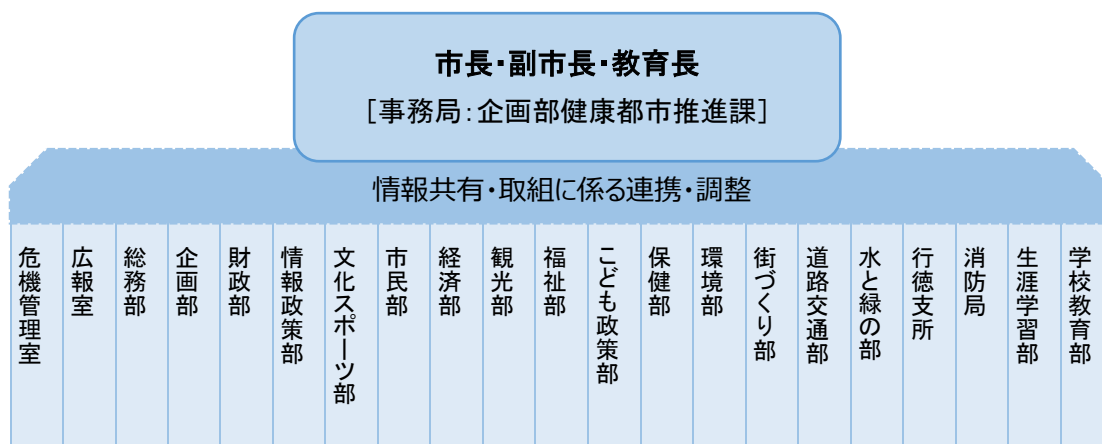 市長・副市長・教育長
［事務局：企画部健康都市推進課］
情報共有・取組に係る連携・調整
危機管理室
広報室
総務部
企画部
財政部
情報政策部
文化スポーツ部
市民部
経済部
観光部
福祉部
こども政策部
保健部
環境部
街づくり部
道路交通部
水と緑の部
行徳支所
消防局
生涯学習部
学校教育部